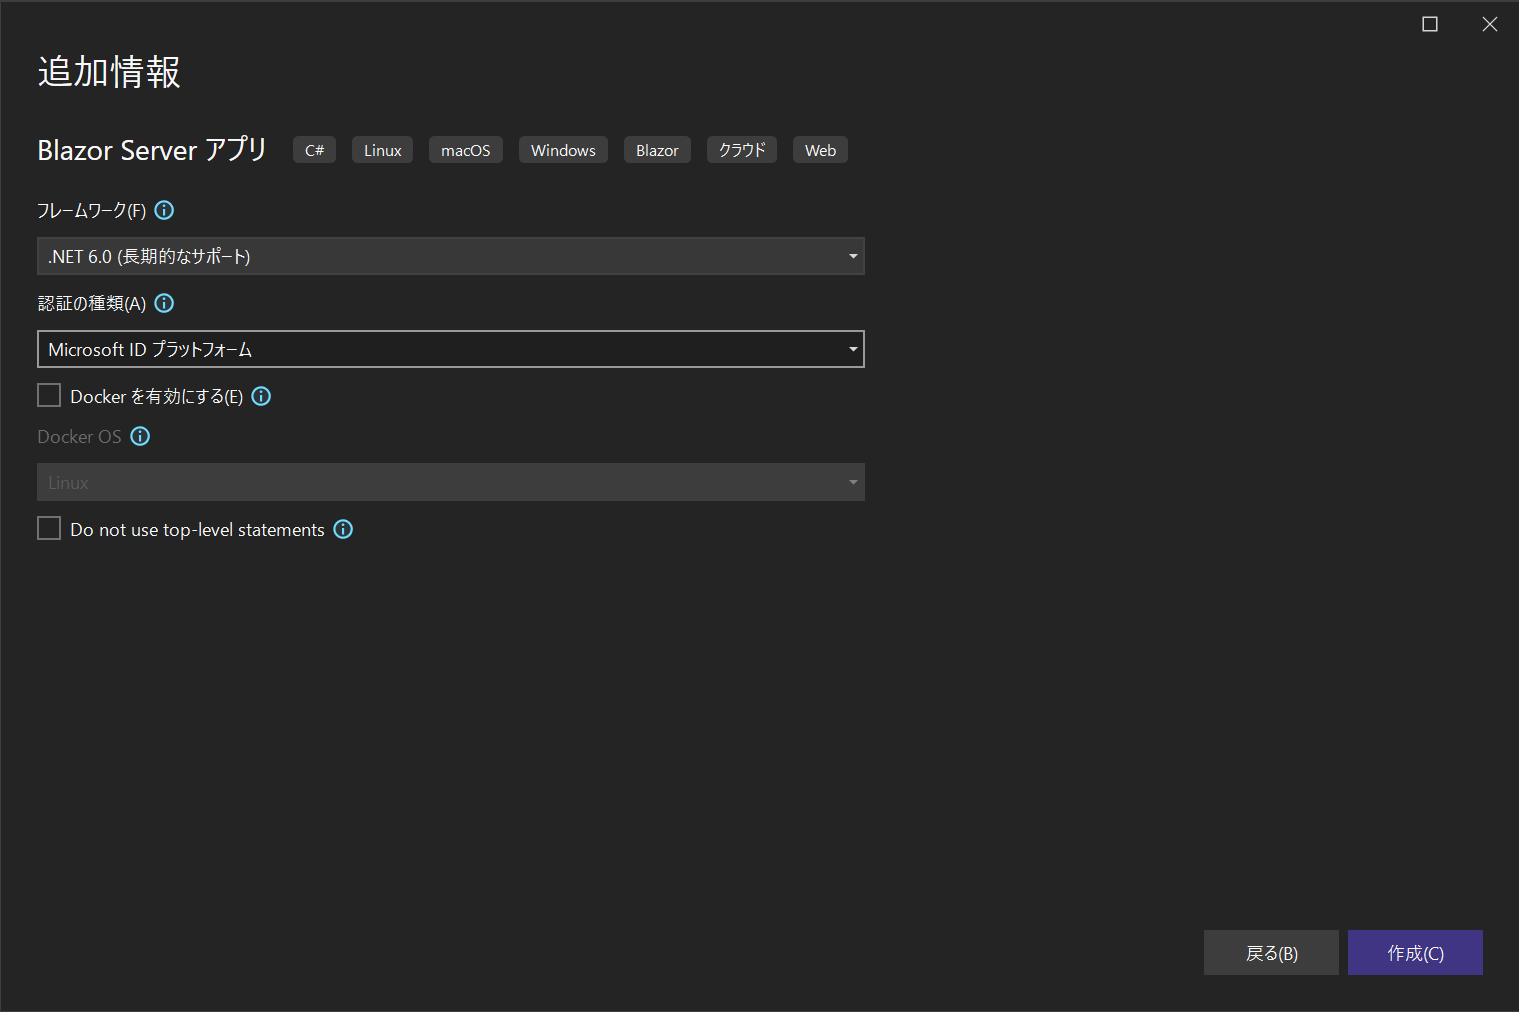 追加情報
Blazor Server アプリ C# Linux macOS Windows Blazor クラウド Web
フレームワーク(F)
.NET 6.0 (長期的なサポート)
認証の種類(A)
Microsoft ID プラットフォーム
Docker を有効にする(E)
Docker OS
Linux
Do not use top-level statements
戻る(B) 作成(C)